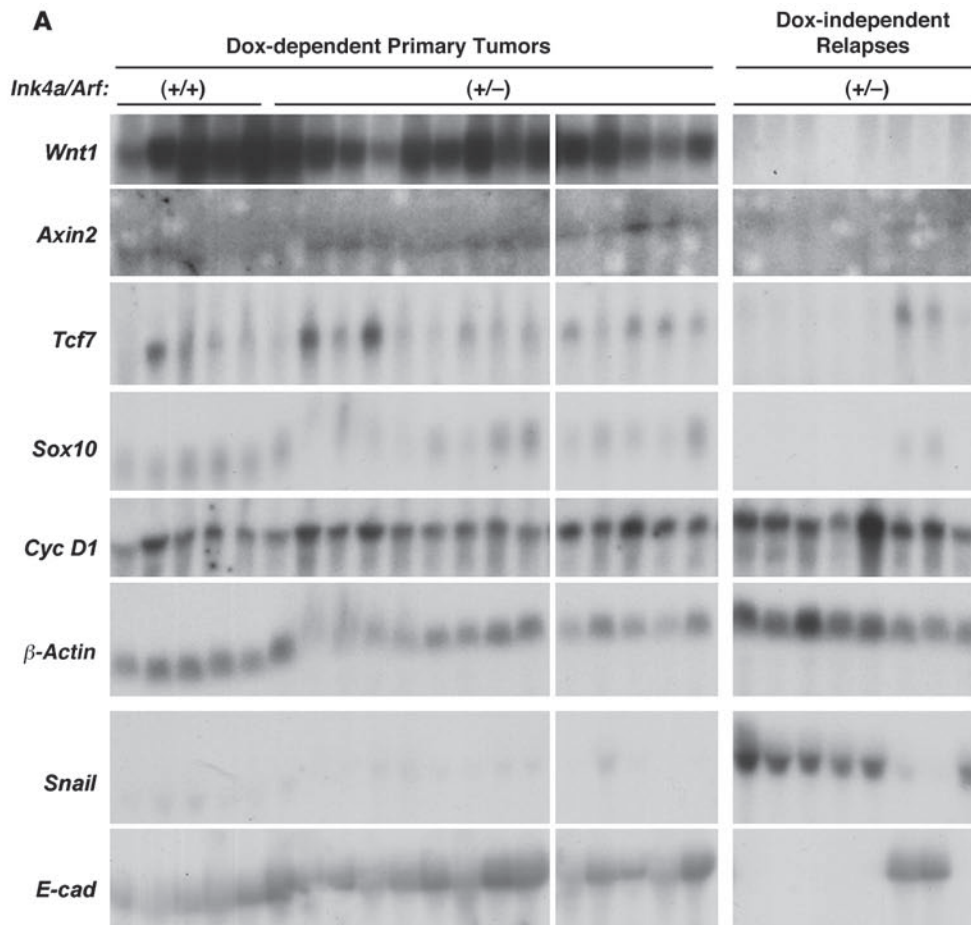 A
Dox-dependent Primary Tumors
Dox-independent
Relapses
Ink4a/Arf:
(+/+)
(+/–)
(+/–)
Wnt1
Axin2
Tcf7
Sox10
Cyc D1
β-Actin
Snail
E-cad